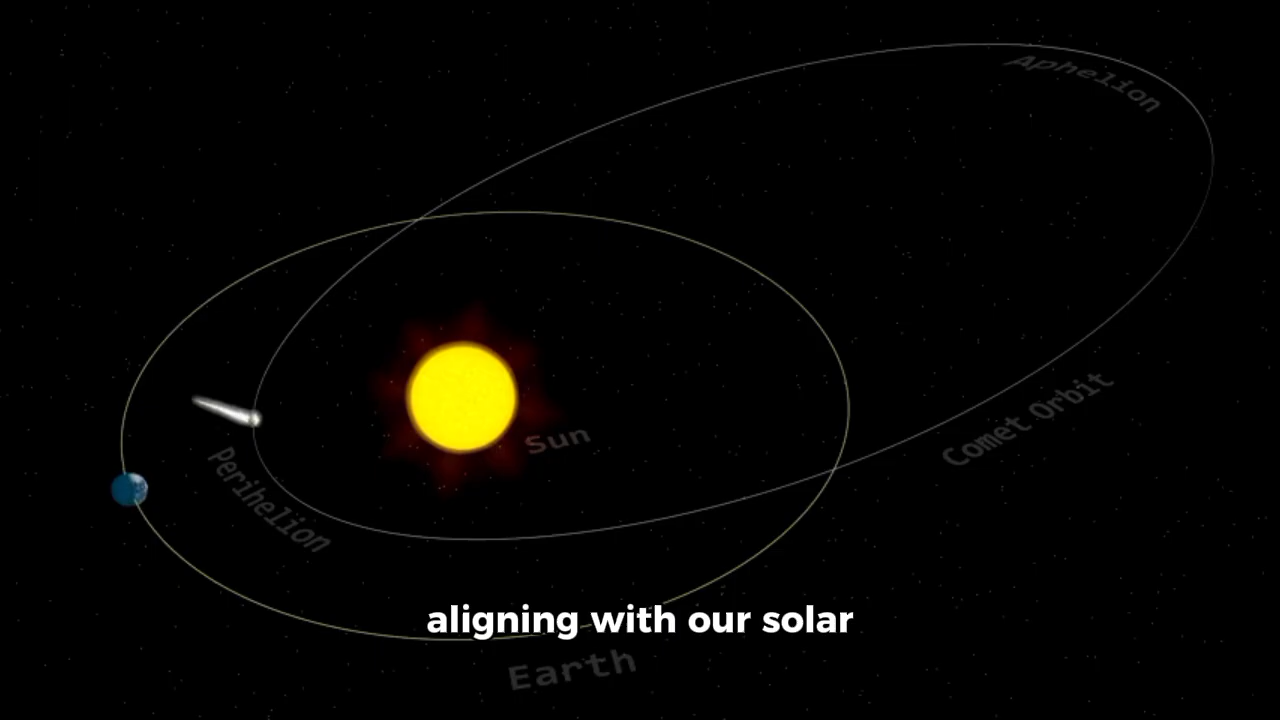 Aphelion
Comet Orbit
Sun
Perihelion
aligning with our solar
Earth